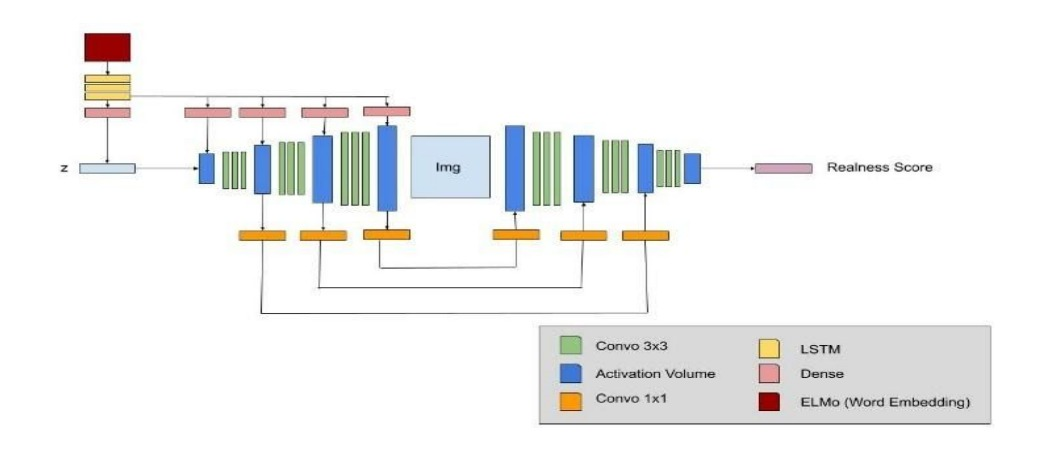 z
Img
Realness Score
Convo 3x3
LSTM
Activation Volume
Dense
Convo 1x1
ELMo (Word Embedding)